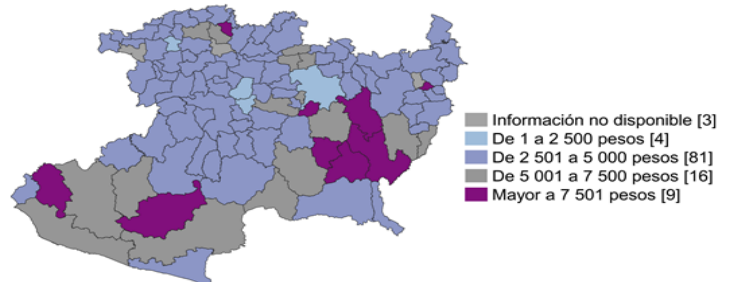 Información no disponible [3]
De 1 a 2 500 pesos [4]
De 2 501 a 5 000 pesos [81]
De 5 001 a 7 500 pesos [16]
Mayor a 7 501 pesos [9]